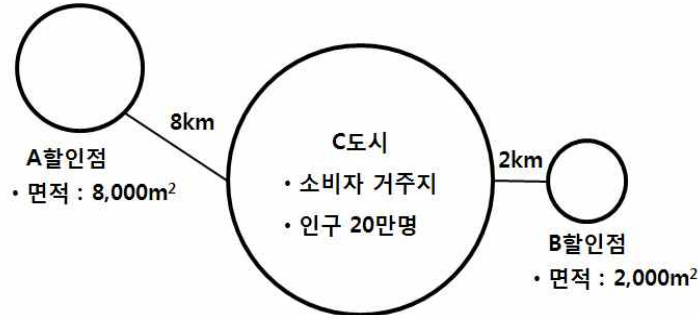 8km
A할인점
• 면적 : 8,000m²
C도시
• 소비자 거주지
• 인구 20만명
2km
B할인점
• 면적 : 2,000m²